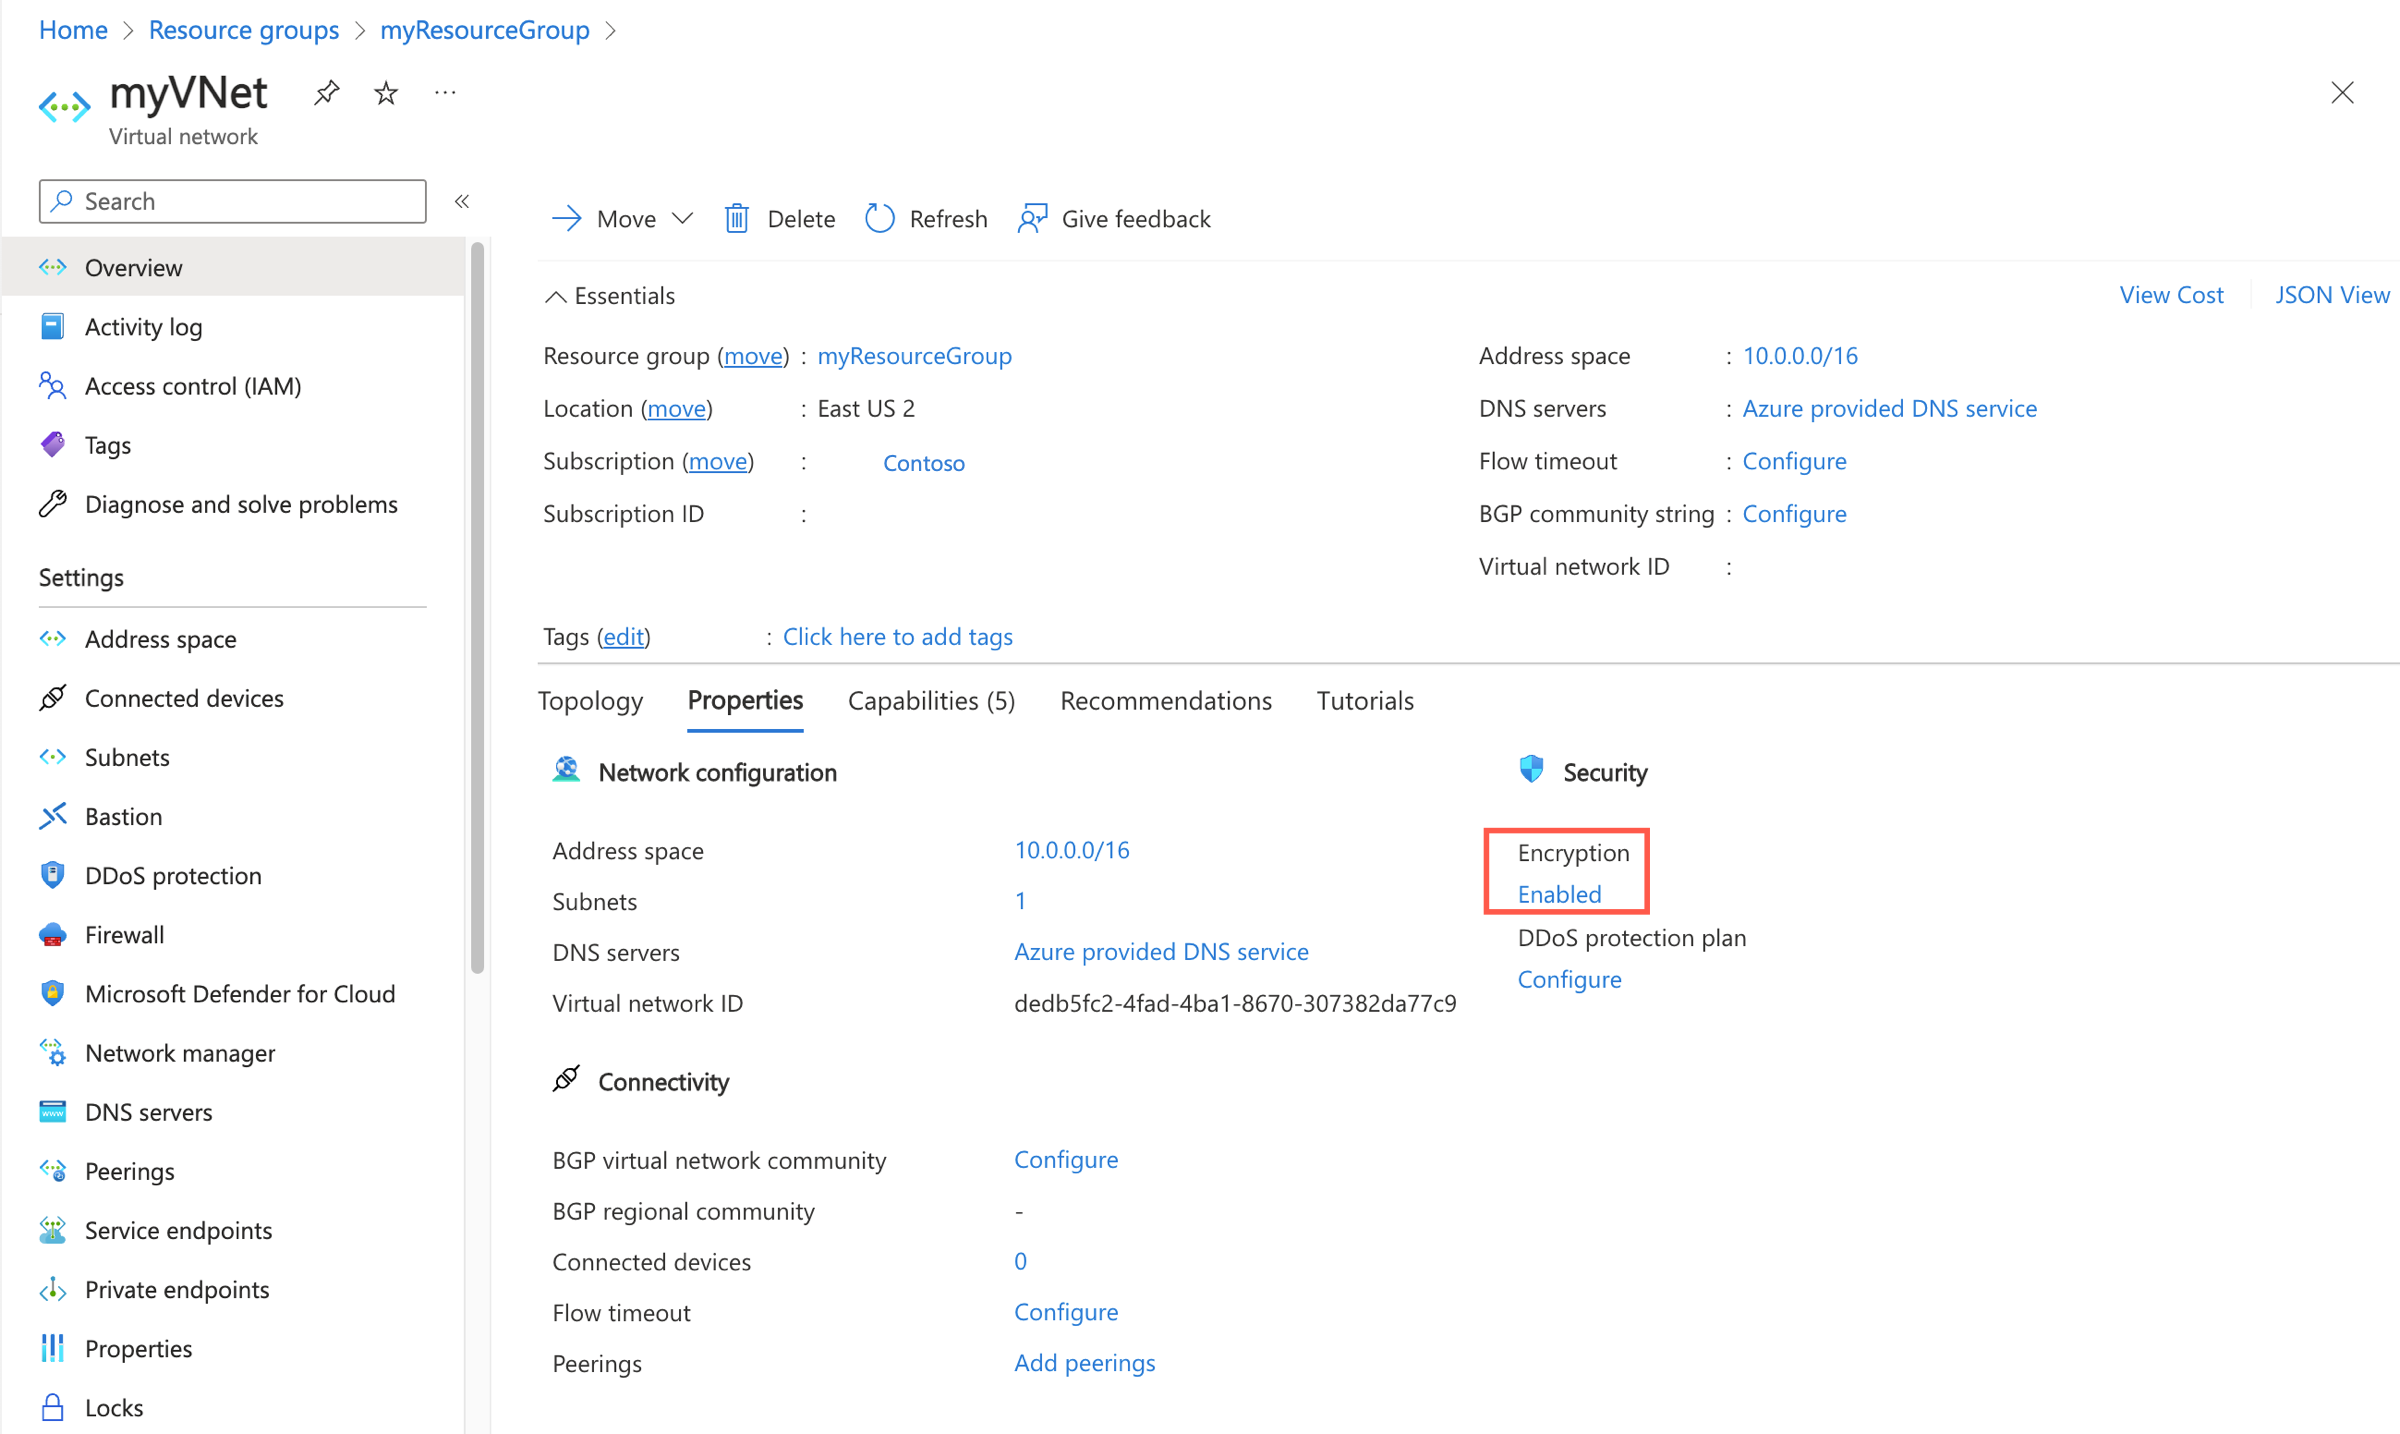 Home > Resource groups > myResourceGroup >
myVNet
Virtual network
Search
Move Delete Refresh Give feedback
Overview
Activity log
Access control (IAM)
Tags
Diagnose and solve problems
Settings
Address space
Connected devices
Subnets
Bastion
DDoS protection
Firewall
Microsoft Defender for Cloud
Network manager
DNS servers
Peerings
Service endpoints
Private endpoints
Properties
Locks
Essentials
View Cost JSON View
Resource group (move) : myResourceGroup
Location (move) : East US 2
Subscription (move) : Contoso
Subscription ID :
Address space : 10.0.0.0/16
DNS servers : Azure provided DNS service
Flow timeout : Configure
BGP community string : Configure
Virtual network ID :
Tags (edit) : Click here to add tags
Topology Properties Capabilities (5) Recommendations Tutorials
Network configuration
Address space 10.0.0.0/16
Subnets 1
DNS servers Azure provided DNS service
Virtual network ID dedb5fc2-4fad-4ba1-8670-307382da77c9
Connectivity
BGP virtual network community Configure
BGP regional community -
Connected devices 0
Flow timeout Configure
Peerings Add peerings
Security
Encryption
Enabled
DDoS protection plan
Configure